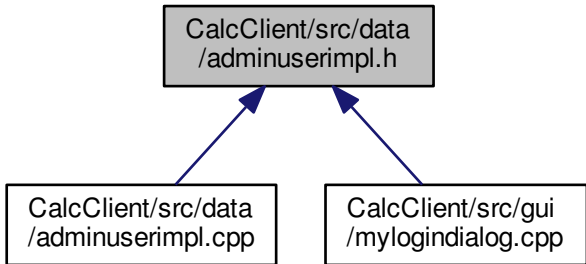 CalcClient/src/data
/adminuserimpl.h
CalcClient/src/data
/adminuserimpl.cpp
CalcClient/src/gui
/mylogindialog.cpp